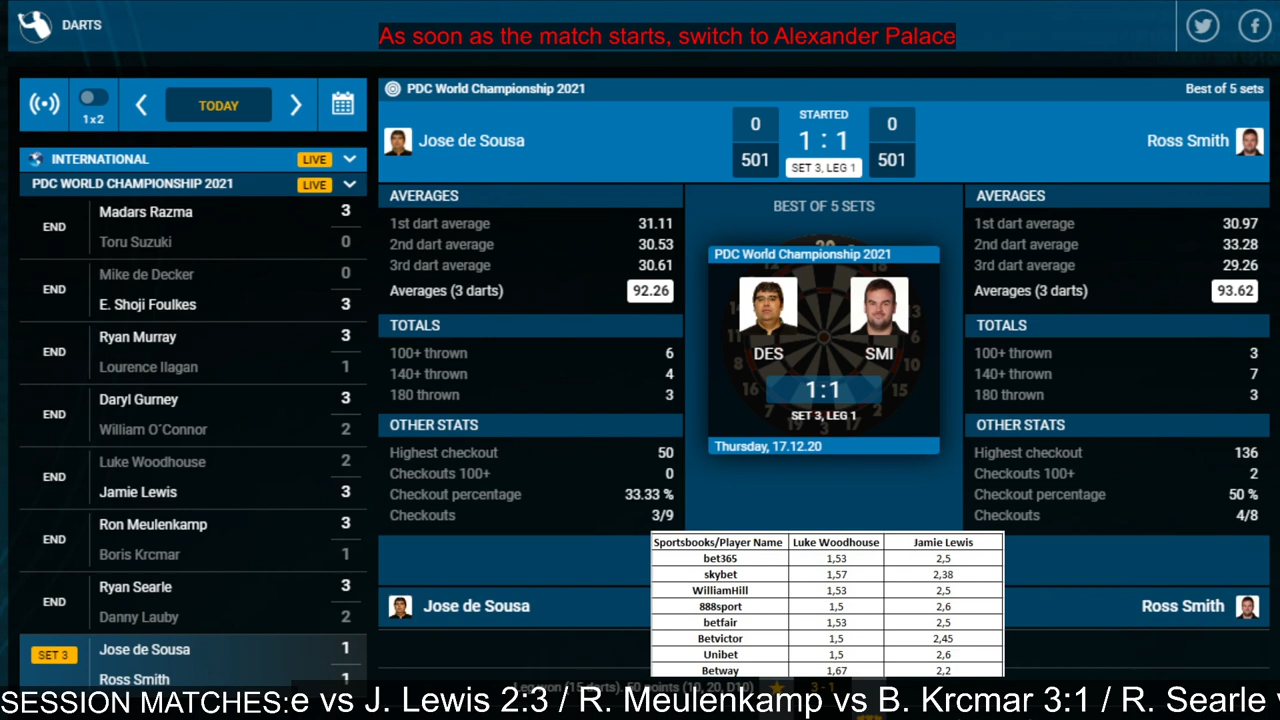 DARTS
As soon as the match starts, switch to Alexander Palace
1x2
TODAY
INTERNATIONAL LIVE
PDC WORLD CHAMPIONSHIP 2021 LIVE
END
Madars Razma 3
Toru Suzuki 0
END
Mike de Decker 0
E. Shoji Foulkes 3
END
Ryan Murray 3
Lourence Ilagan 1
END
Daryl Gurney 3
William O´Connor 2
END
Luke Woodhouse 2
Jamie Lewis 3
END
Ron Meulenkamp 3
Boris Krcmar 1
END
Ryan Searle 3
Danny Lauby 2
SET 3
Jose de Sousa 1
Ross Smith 1
PDC World Championship 2021 Best of 5 sets
Jose de Sousa
0
501
STARTED
1 : 1
SET 3, LEG 1
0
501
Ross Smith
AVERAGES
1st dart average 31.11
2nd dart average 30.53
3rd dart average 30.61
Averages (3 darts) 92.26
TOTALS
100+ thrown 6
140+ thrown 4
180 thrown 3
OTHER STATS
Highest checkout 50
Checkouts 100+ 0
Checkout percentage 33.33 %
Checkouts 3/9
BEST OF 5 SETS
PDC World Championship 2021
DES SMI
1:1
SET 3, LEG 1
Thursday, 17.12.20
AVERAGES
1st dart average 30.97
2nd dart average 33.28
3rd dart average 29.26
Averages (3 darts) 93.62
TOTALS
100+ thrown 3
140+ thrown 7
180 thrown 3
OTHER STATS
Highest checkout 136
Checkouts 100+ 2
Checkout percentage 50 %
Checkouts 4/8
Sportsbooks/Player Name Luke Woodhouse Jamie Lewis
bet365 1,53 2,5
skybet 1,57 2,38
WilliamHill 1,53 2,5
888sport 1,5 2,6
betfair 1,53 2,5
Betvictor 1,5 2,45
Unibet 1,5 2,6
Betway 1,67 2,2
Jose de Sousa Ross Smith
Leg won (15 darts). 50 points (10, 20, D10) 3 - 1
SESSION MATCHES:e vs J. Lewis 2:3 / R. Meulenkamp vs B. Krcmar 3:1 / R. Searle